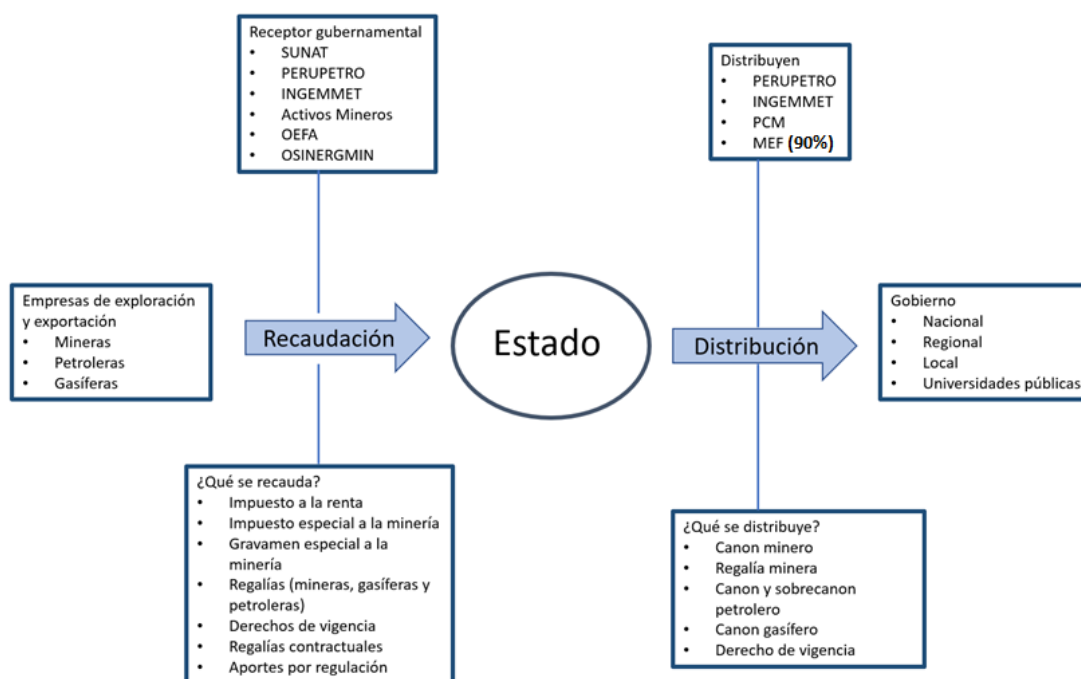 Receptor gubernamental
• SUNAT
• PERUPETRO
• INGEMMET
• Activos Mineros
• OEFA
• OSINERGMIN
Distribuyen
• PERUPETRO
• INGEMMET
• PCM
• MEF (90%)
Empresas de exploración
y exportación
• Mineras
• Petroleras
• Gasíferas
Recaudación
Estado
Distribución
Gobierno
• Nacional
• Regional
• Local
• Universidades públicas
¿Qué se recauda?
• Impuesto a la renta
• Impuesto especial a la minería
• Gravamen especial a la
minería
• Regalías (mineras, gasíferas y
petroleras)
• Derechos de vigencia
• Regalías contractuales
• Aportes por regulación
¿Qué se distribuye?
• Canon minero
• Regalía minera
• Canon y sobrecanon
petrolero
• Canon gasífero
• Derecho de vigencia